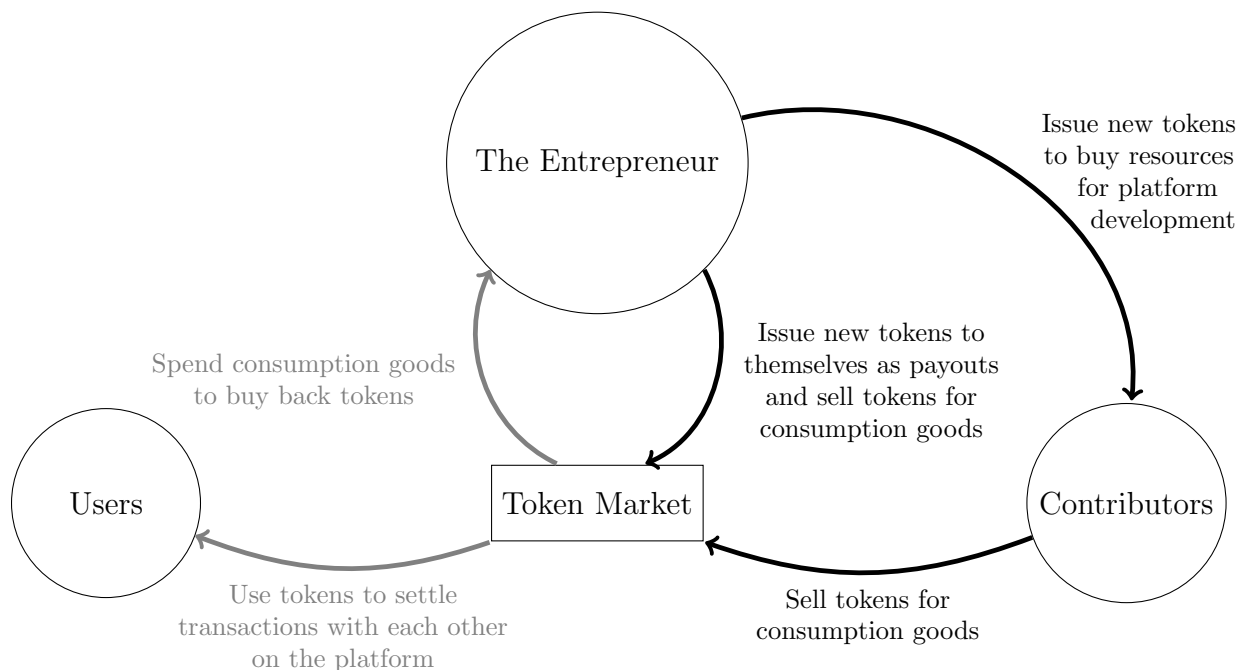 The Entrepreneur
Issue new tokens
to buy resources
for platform
development
Issue new tokens to
themselves as payouts
and sell tokens for
consumption goods
Spend consumption goods
to buy back tokens
Users
Token Market
Contributors
Use tokens to settle
transactions with each other
on the platform
Sell tokens for
consumption goods